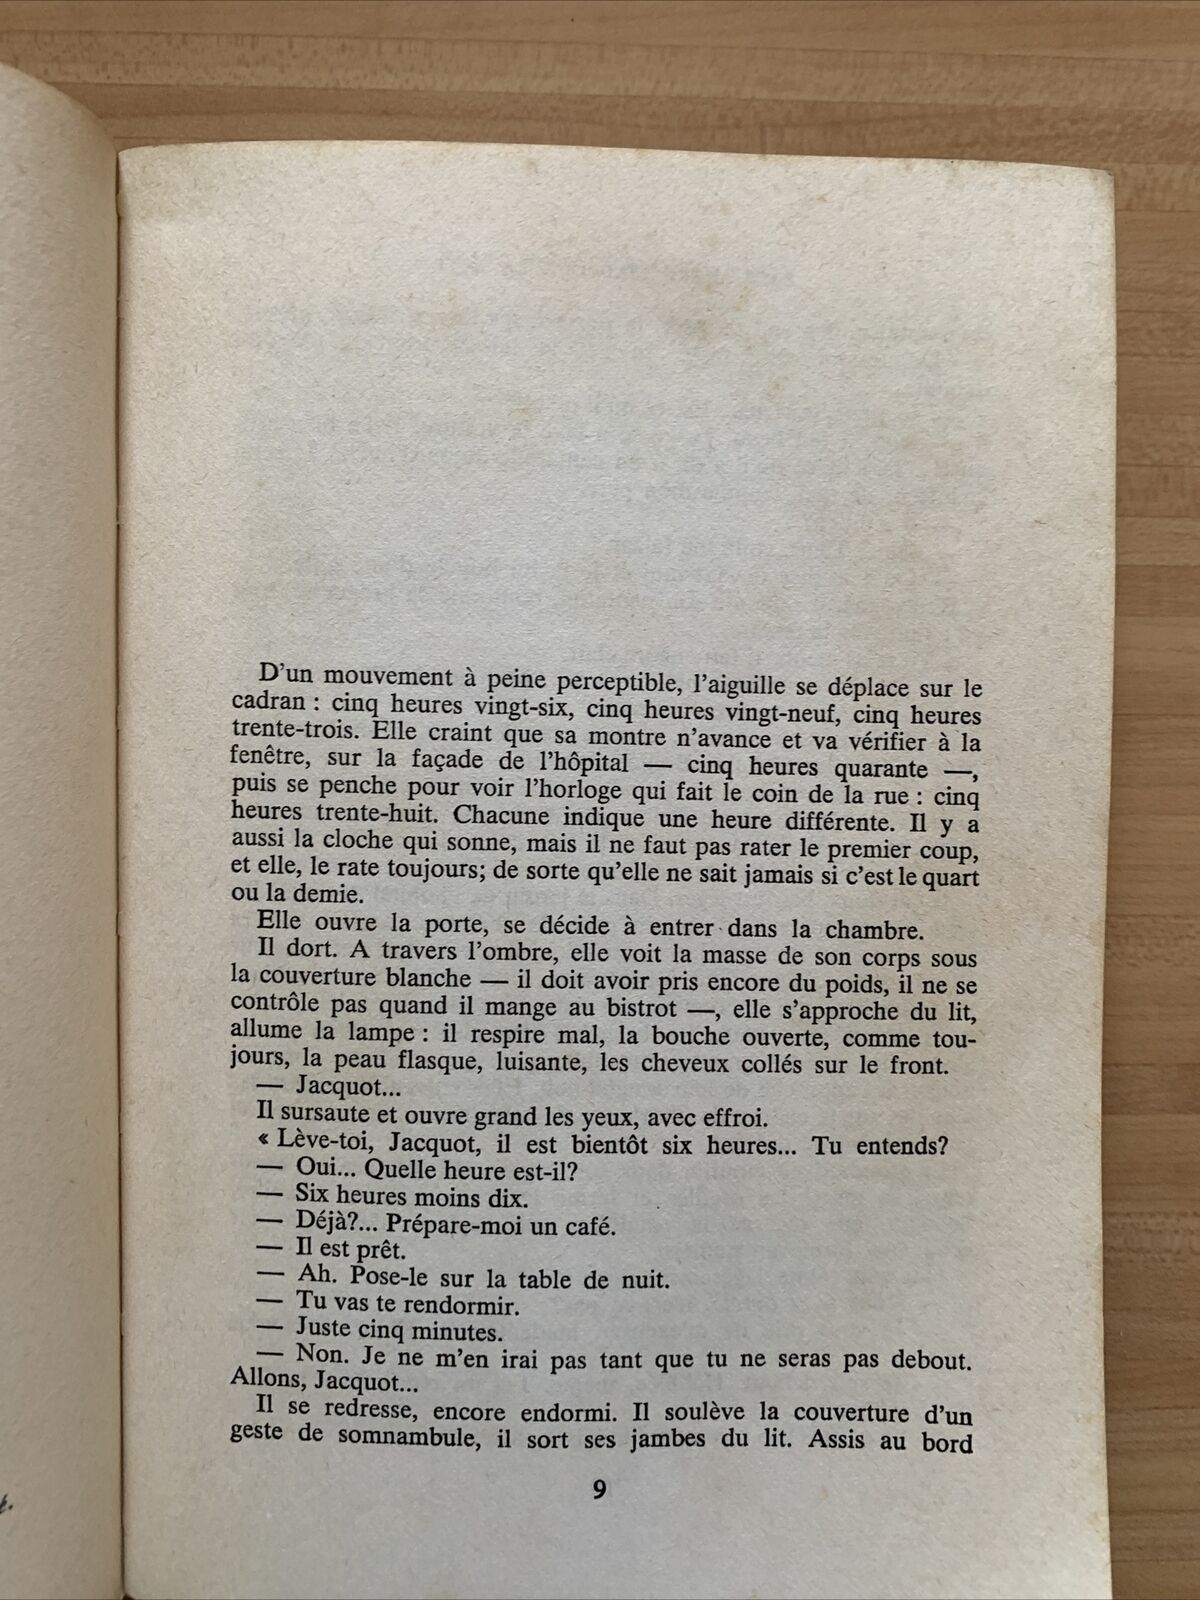 D'un mouvement à peine perceptible, l'aiguille se déplace sur le
cadran : cinq heures vingt-six, cinq heures vingt-neuf, cinq heures
trente-trois. Elle craint que sa montre n'avance et va vérifier à la
fenêtre, sur la façade de l'hôpital — cinq heures quarante —,
puis se penche pour voir l'horloge qui fait le coin de la rue : cinq
heures trente-huit. Chacune indique une heure différente. Il y a
aussi la cloche qui sonne, mais il ne faut pas rater le premier coup,
et elle, le rate toujours; de sorte qu'elle ne sait jamais si c'est le quart
ou la demie.
Elle ouvre la porte, se décide à entrer dans la chambre.
Il dort. A travers l'ombre, elle voit la masse de son corps sous
la couverture blanche — il doit avoir pris encore du poids, il ne se
contrôle pas quand il mange au bistrot —, elle s'approche du lit,
allume la lampe : il respire mal, la bouche ouverte, comme tou-
jours, la peau flasque, luisante, les cheveux collés sur le front.
— Jacquot...
Il sursaute et ouvre grand les yeux, avec effroi.
« Lève-toi, Jacquot, il est bientôt six heures... Tu entends?
— Oui... Quelle heure est-il?
— Six heures moins dix.
— Déjà?... Prépare-moi un café.
— Il est prêt.
— Ah. Pose-le sur la table de nuit.
— Tu vas te rendormir.
— Juste cinq minutes.
— Non. Je ne m'en irai pas tant que tu ne seras pas debout.
Allons, Jacquot...
Il se redresse, encore endormi. Il soulève la couverture d'un
geste de somnambule, il sort ses jambes du lit. Assis au bord
9